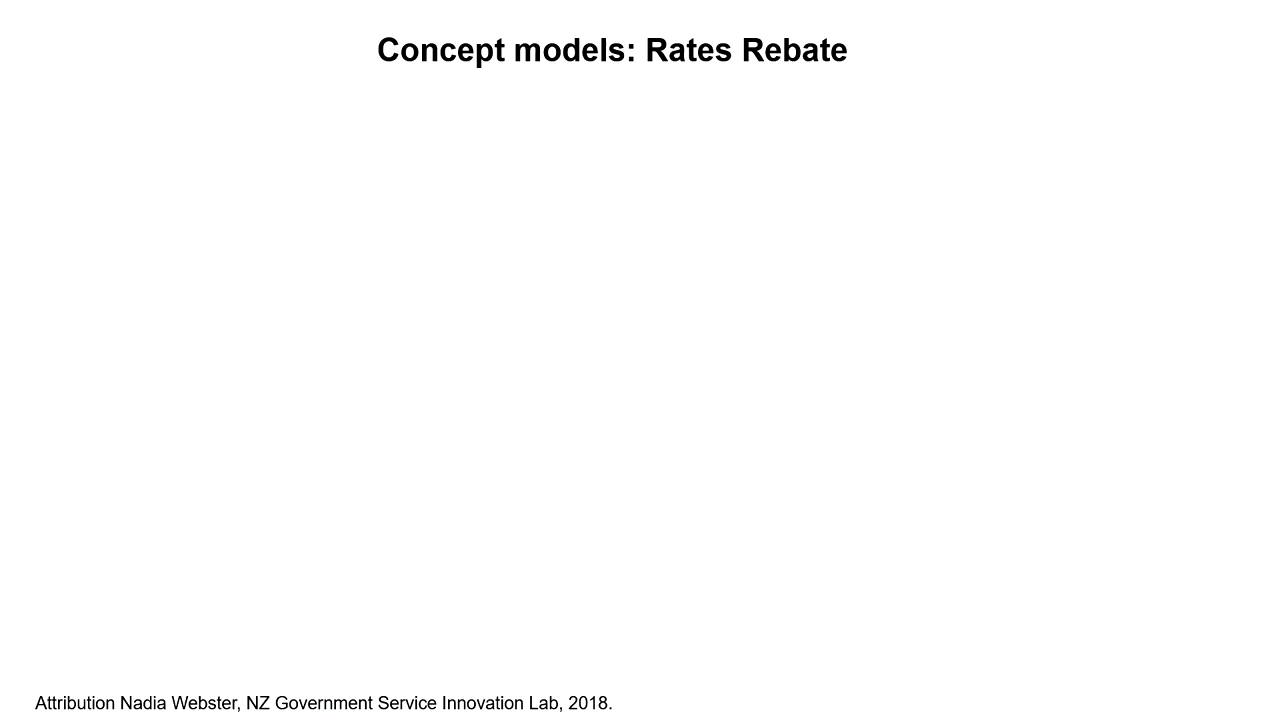 Concept models: Rates Rebate
Attribution Nadia Webster, NZ Government Service Innovation Lab, 2018.